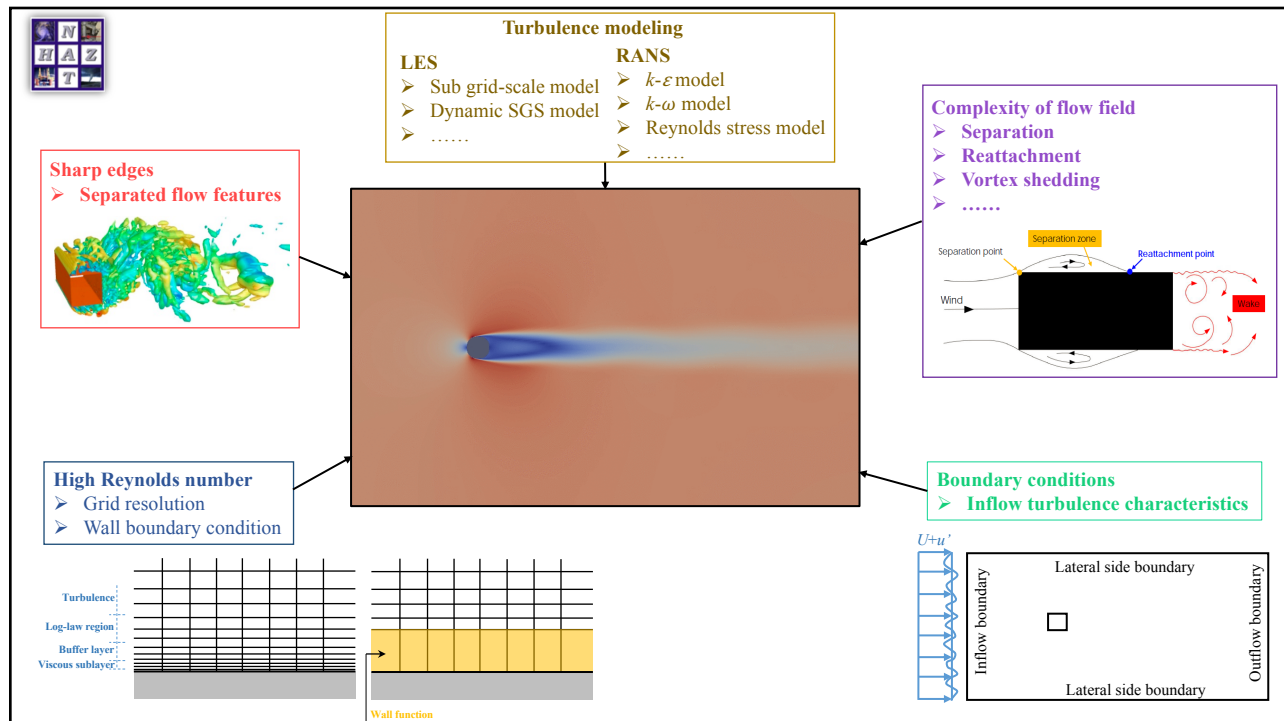 N
H A Z
T
Turbulence modeling
LES
➢ Sub grid-scale model
➢ Dynamic SGS model
➢ ……
RANS
➢ k-ε model
➢ k-ω model
➢ Reynolds stress model
➢ ……
Sharp edges
➢ Separated flow features
Complexity of flow field
➢ Separation
➢ Reattachment
➢ Vortex shedding
➢ ……
Separation zone
Separation point
Reattachment point
Wind
Wake
High Reynolds number
➢ Grid resolution
➢ Wall boundary condition
Turbulence
Log-law region
Buffer layer
Viscous sublayer
Wall function
Boundary conditions
➢ Inflow turbulence characteristics
U+u'
Lateral side boundary
Inflow boundary
Outflow boundary
Lateral side boundary